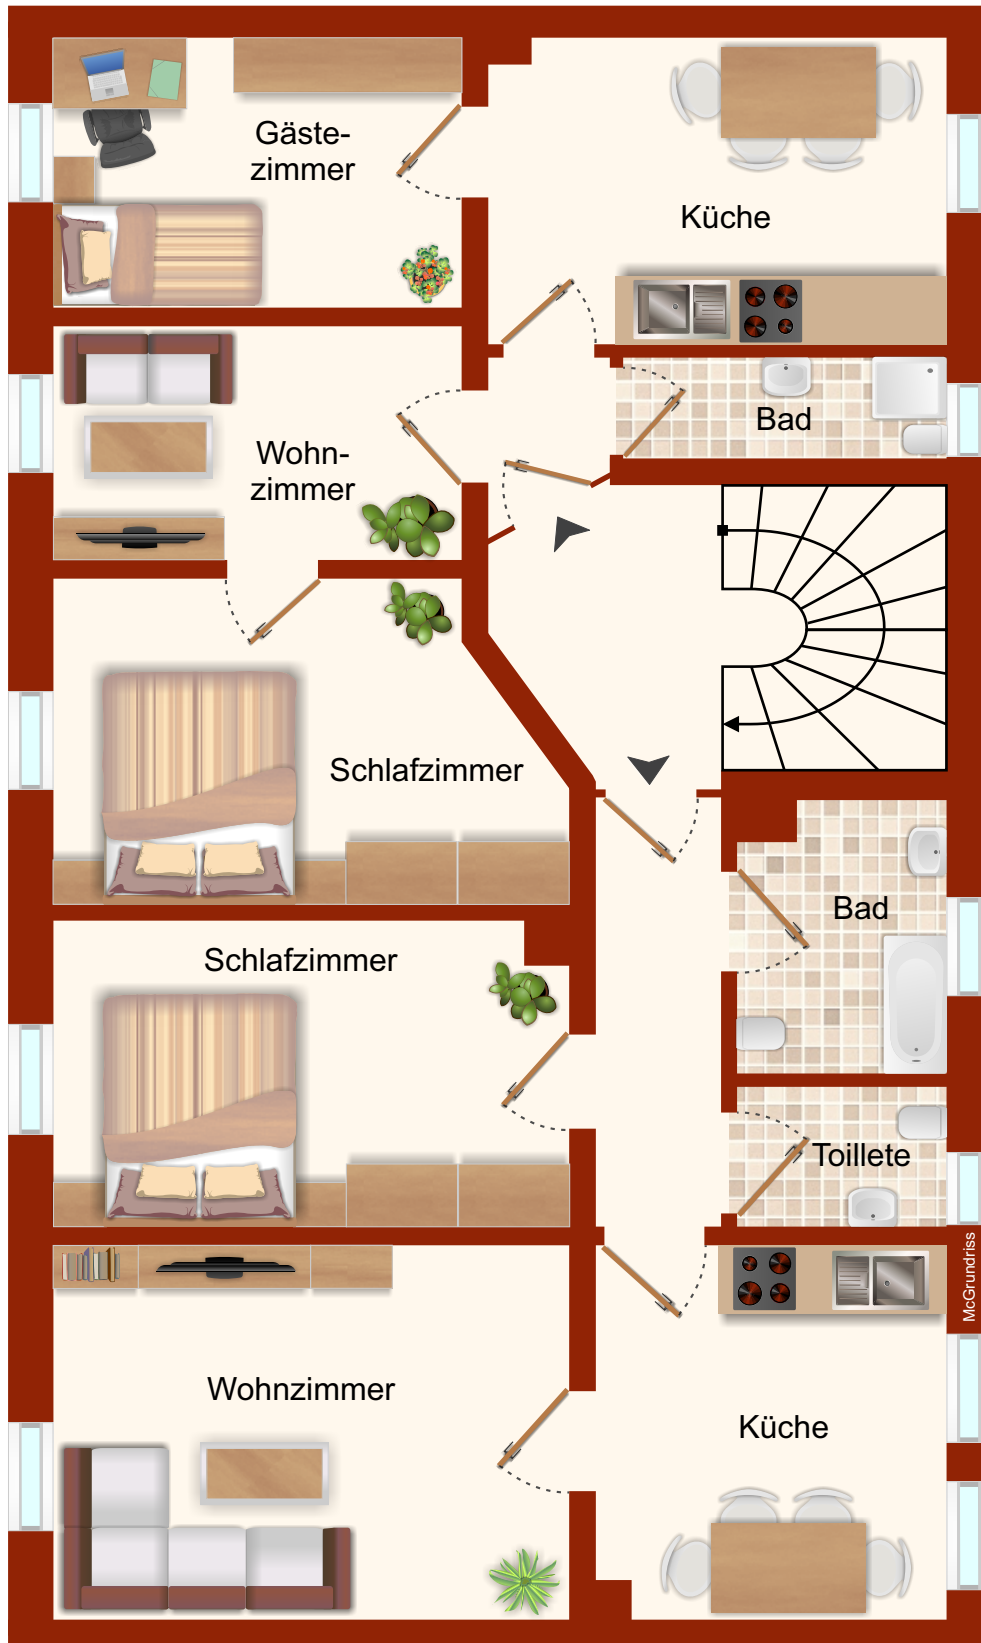 Gäste-
zimmer
Küche
Bad
Wohn-
zimmer
Schlafzimmer
Bad
Schlafzimmer
Toillete
McGrundriss
Wohnzimmer
Küche